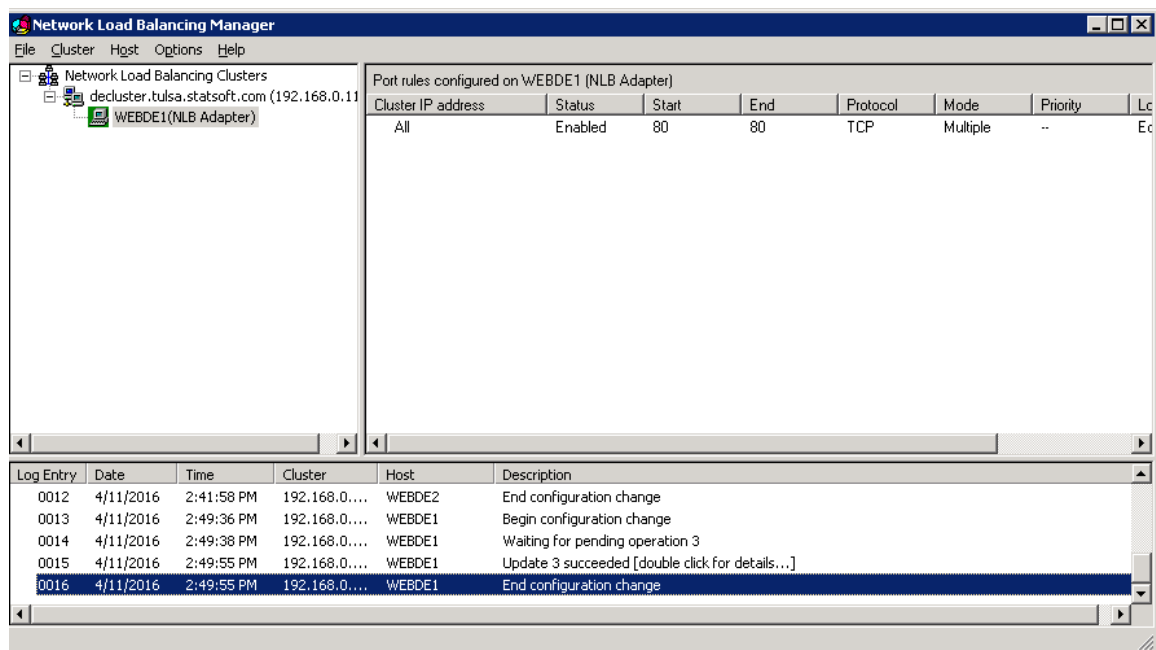 Network Load Balancing Manager
File Cluster Host Options Help
Network Load Balancing Clusters
decluster.tulsa.statsoft.com (192.168.0.11
WEBDE1(NLB Adapter)
Port rules configured on WEBDE1 (NLB Adapter)
Cluster IP address Status Start End Protocol Mode Priority
All Enabled 80 80 TCP Multiple --
Log Entry Date Time Cluster Host Description
0012 4/11/2016 2:41:58 PM 192.168.0.... WEBDE2 End configuration change
0013 4/11/2016 2:49:36 PM 192.168.0.... WEBDE1 Begin configuration change
0014 4/11/2016 2:49:38 PM 192.168.0.... WEBDE1 Waiting for pending operation 3
0015 4/11/2016 2:49:55 PM 192.168.0.... WEBDE1 Update 3 succeeded [double click for details...]
0016 4/11/2016 2:49:55 PM 192.168.0.... WEBDE1 End configuration change